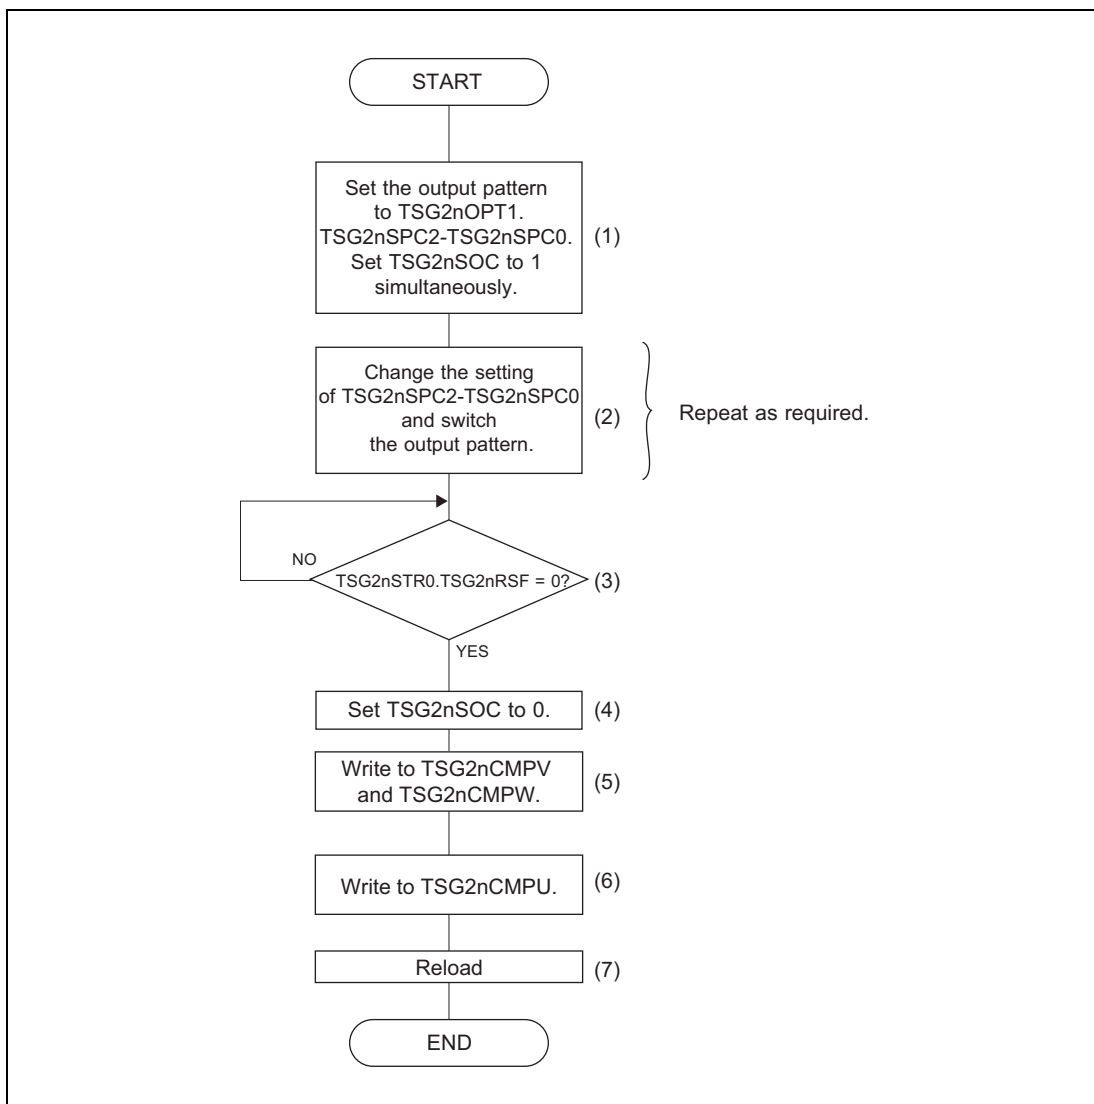 START
Set the output pattern
to TSG2nOPT1.
TSG2nSPC2-TSG2nSPC0.
Set TSG2nSOC to 1
simultaneously.
(1)
Change the setting
of TSG2nSPC2-TSG2nSPC0
and switch
the output pattern.
(2)
Repeat as required.
NO
TSG2nSTR0.TSG2nRSF = 0?
(3)
YES
Set TSG2nSOC to 0.
(4)
Write to TSG2nCMPV
and TSG2nCMPW.
(5)
Write to TSG2nCMPU.
(6)
Reload
(7)
END